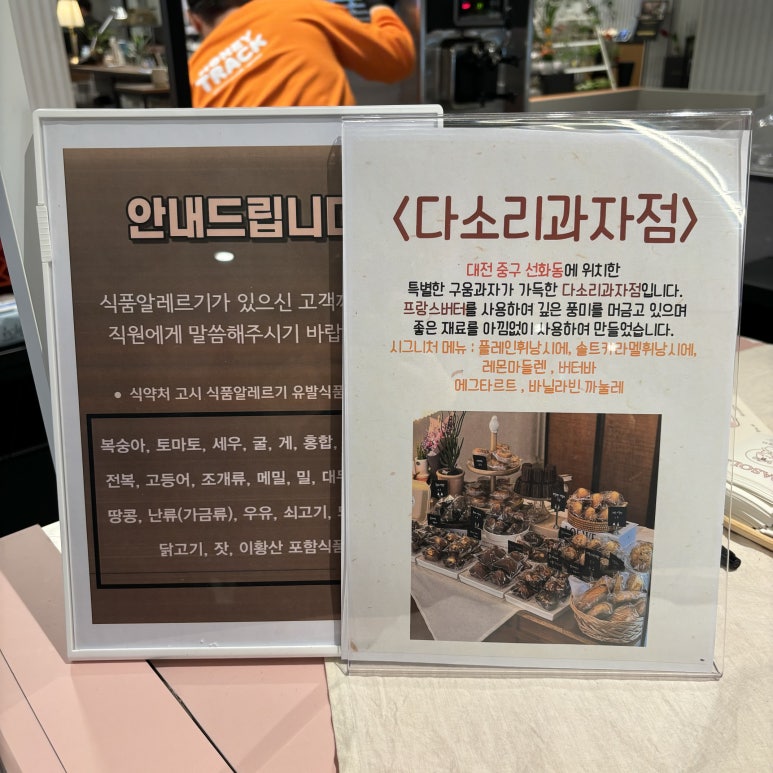 HONEY
TRACK
안내드립니다
식품알레르기가 있으신 고객
직원에게 말씀해주시기 바랍
● 식약처 고시 식품알레르기 유발식품
복숭아, 토마토, 세우, 굴, 게, 홍합,
전복, 고등어, 조개류, 메밀, 밀, 대두
땅콩, 난류(가금류), 우유, 쇠고기,
닭고기, 잣, 이황산 포함식품
<다소리과자점>
대전 중구 선화동에 위치한
특별한 구움과자가 가득한 다소리과자점입니다.
프랑스버터를 사용하여 깊은 풍미를 머금고 있으며
좋은 재료를 아낌없이 사용하여 만들었습니다.
시그니처 메뉴 : 플레인휘낭시에, 솔트카라멜휘낭시에,
레몬마들렌 , 버터바
에그타르트 , 바닐라빈 까눌레